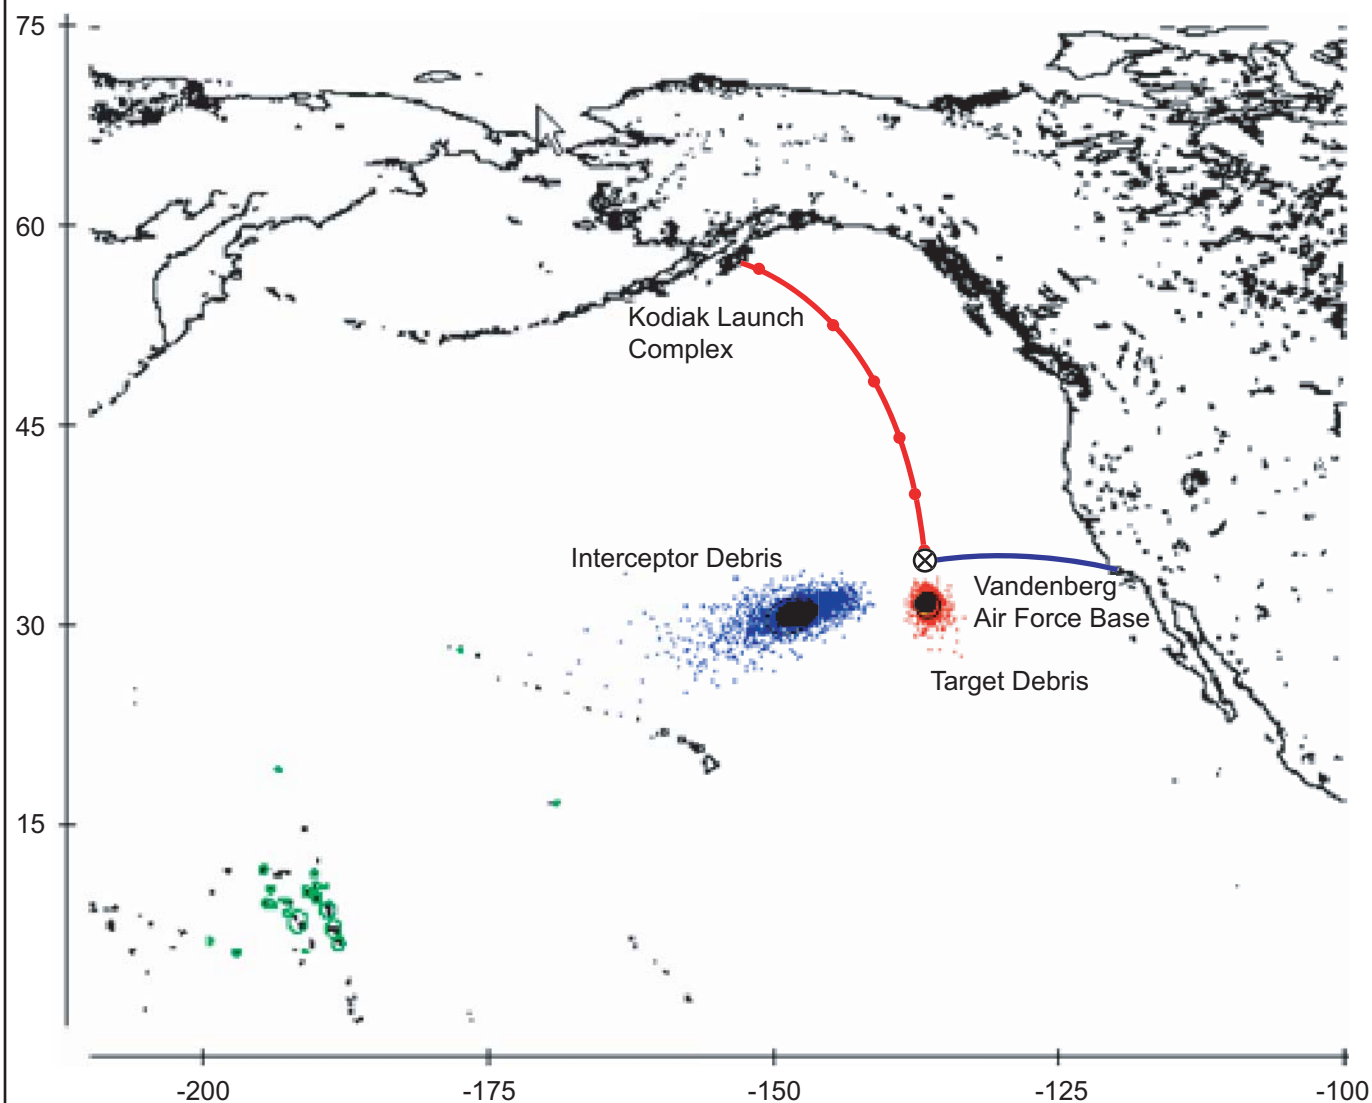 75
60
Kodiak Launch
Complex
45
Interceptor Debris
Vandenberg
Air Force Base
30
Target Debris
15
-200
-175
-150
-125
-100